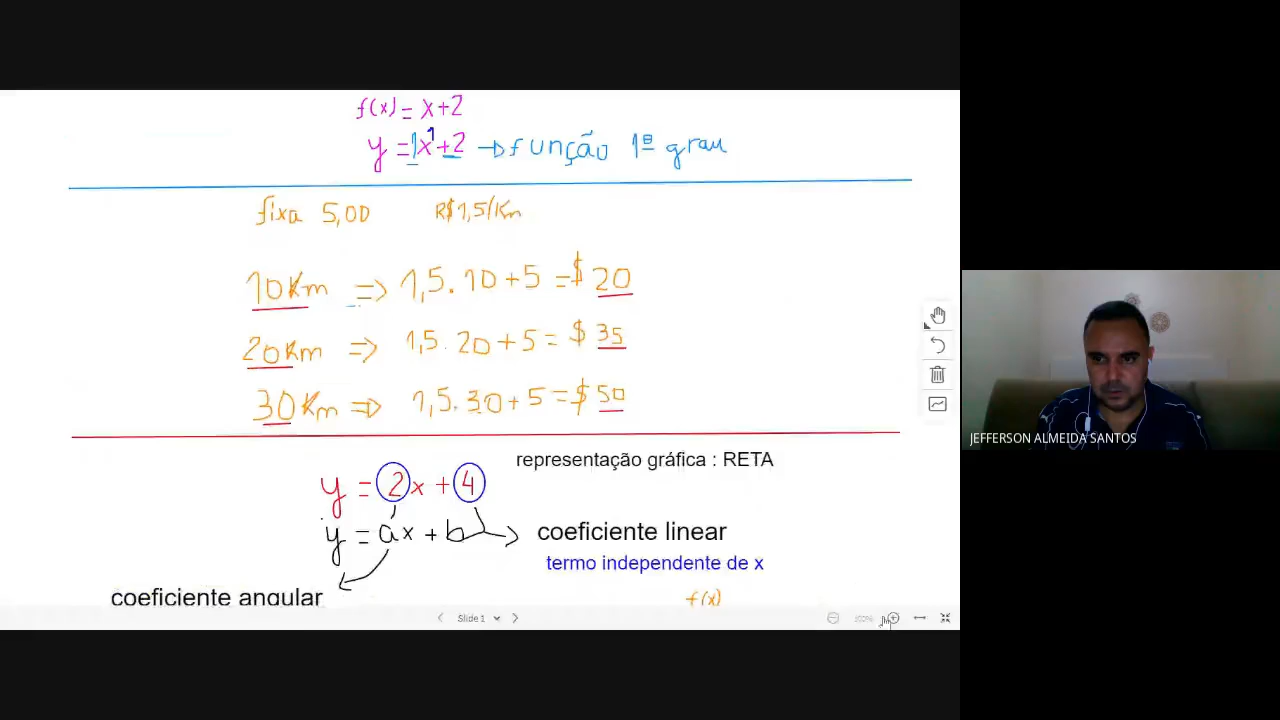 f(x) = x+2
y = 1x¹+2 → função 1º grau
fixa 5,00 R$1,5/Km
10Km => 1,5.10+5 = $20
20Km => 1,5.20+5 = $35
30Km => 1,5.30+5 = $50
representação gráfica : RETA
y = 2x + 4
y = ax + b
coeficiente linear
termo independente de x
coeficiente angular
f(x)
Slide 1
JEFFERSON ALMEIDA SANTOS